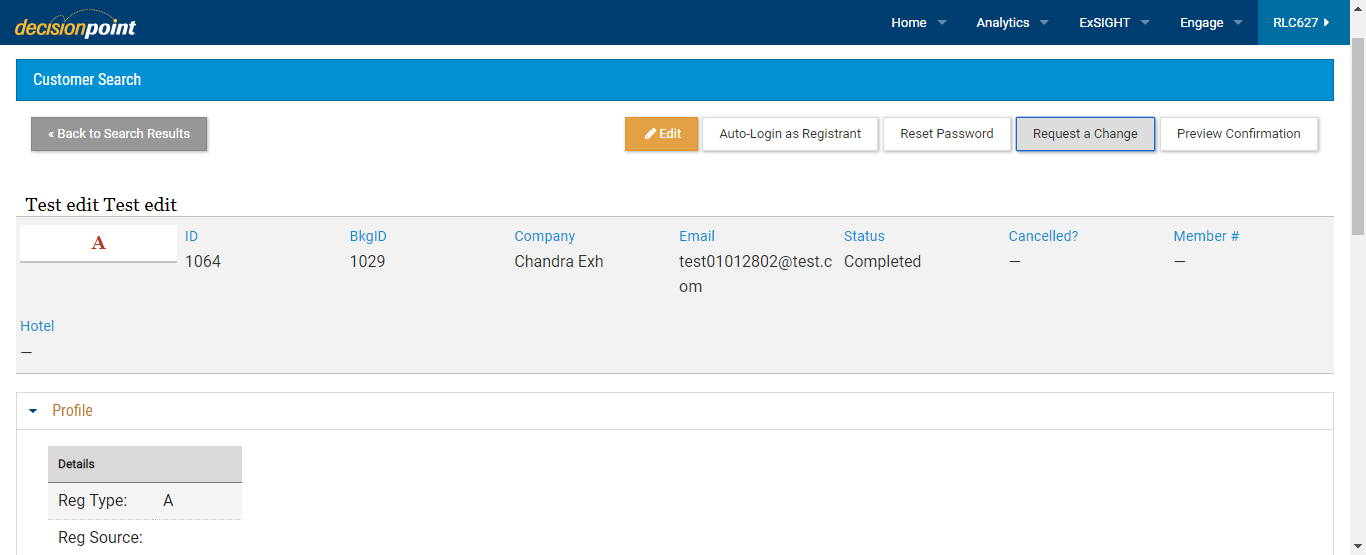 decisionpoint
Home Analytics ExSIGHT Engage RLC627
Customer Search
« Back to Search Results Edit Auto-Login as Registrant Reset Password Request a Change Preview Confirmation
Test edit Test edit
A ID BkgID Company Email Status Cancelled? Member #
1064 1029 Chandra Exh test01012802@test.c Completed — —
om
Hotel
—
Profile
Details
Reg Type: A
Reg Source: